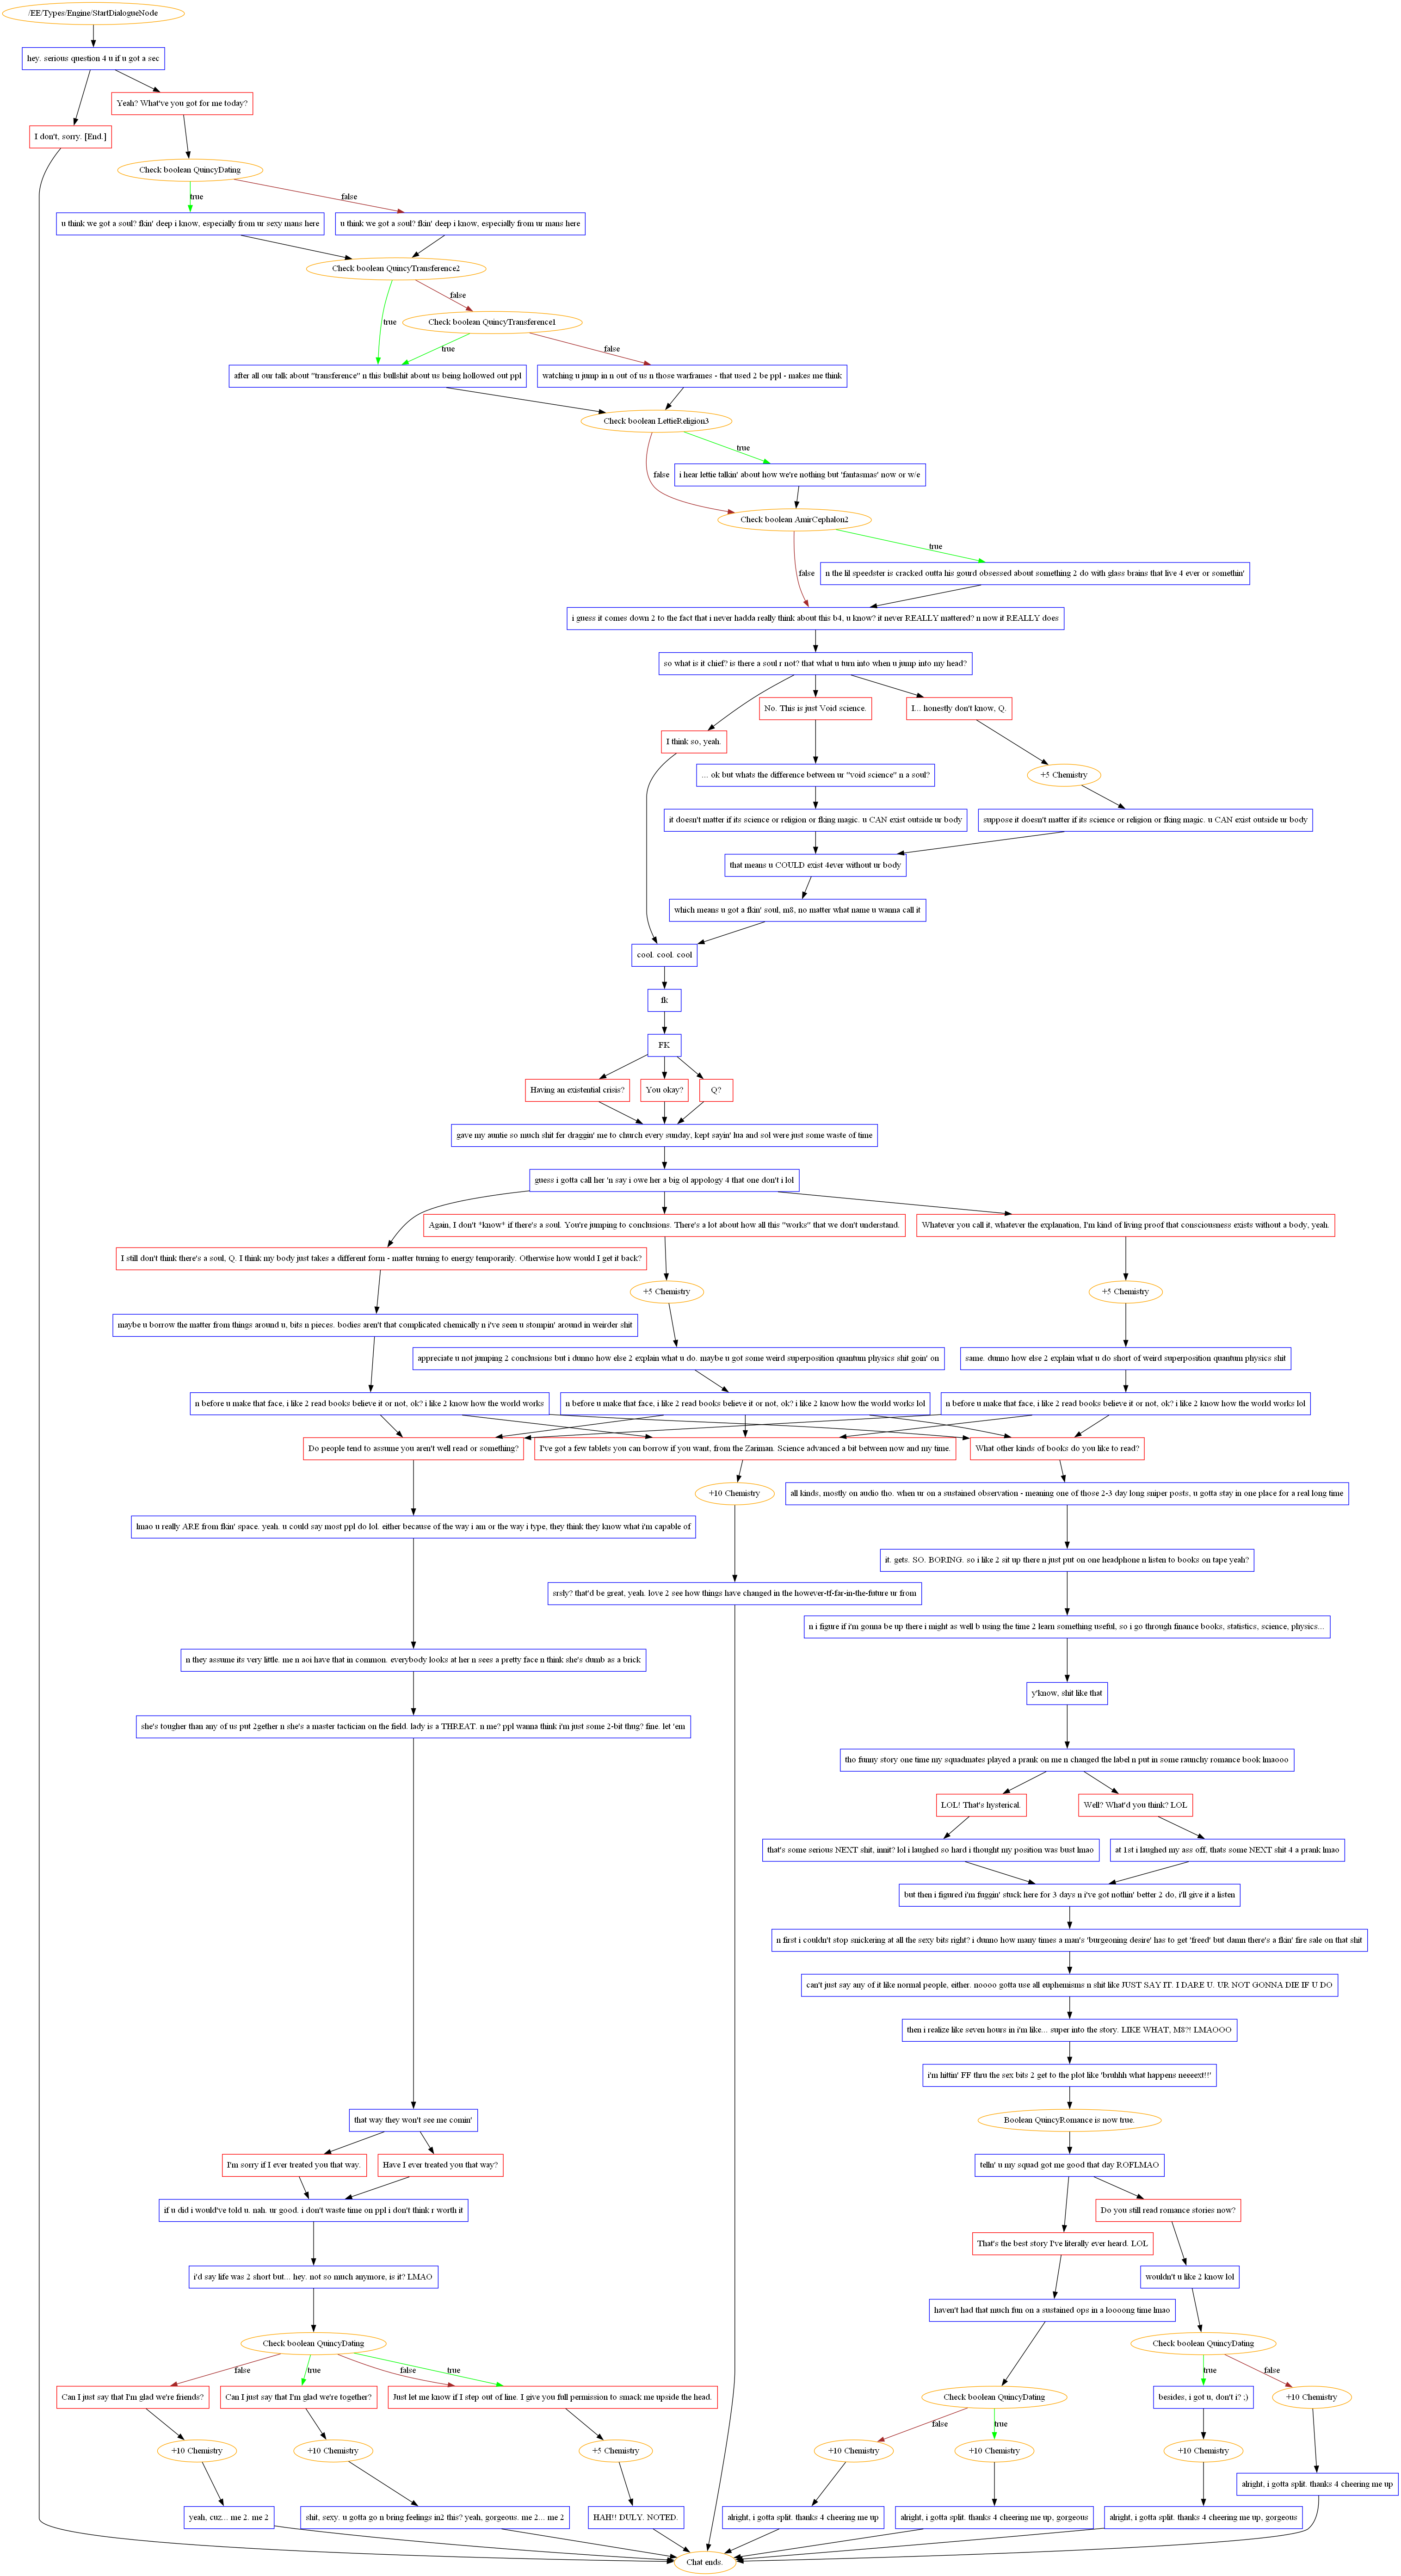 /EE/Types/Engine/StartDialogueNode
hey. serious question 4 u if u got a sec
Yeah? What've you got for me today?
I don't, sorry. [End.]
Check boolean QuincyDating
true
false
u think we got a soul? fkin' deep i know, especially from ur sexy mans here
u think we got a soul? fkin' deep i know, especially from ur mans here
Check boolean QuincyTransference2
false
true
Check boolean QuincyTransference1
true
false
after all our talk about "transference" n this bullshit about us being hollowed out ppl
watching u jump in n out of us n those warframes - that used 2 be ppl - makes me think
Check boolean LettieReligion3
true
false
i hear lettie talkin' about how we're nothing but 'fantasmas' now or w/e
Check boolean AmirCephalon2
true
false
n the lil speedster is cracked outta his gourd obsessed about something 2 do with glass brains that live 4 ever or somethin'
i guess it comes down 2 to the fact that i never hadda really think about this b4, u know? it never REALLY mattered? n now it REALLY does
so what is it chief? is there a soul r not? that what u turn into when u jump into my head?
No. This is just Void science.
I... honestly don't know, Q.
I think so, yeah.
... ok but whats the difference between ur "void science" n a soul?
+5 Chemistry
it doesn't matter if its science or religion or fking magic. u CAN exist outside ur body
suppose it doesn't matter if its science or religion or fking magic. u CAN exist outside ur body
that means u COULD exist 4ever without ur body
which means u got a fkin' soul, m8, no matter what name u wanna call it
cool. cool. cool
fk
FK
Having an existential crisis?
You okay?
Q?
gave my auntie so much shit fer draggin' me to church every sunday, kept sayin' lua and sol were just some waste of time
guess i gotta call her 'n say i owe her a big ol appology 4 that one don't i lol
Again, I don't *know* if there's a soul. You're jumping to conclusions. There's a lot about how all this "works" that we don't understand.
Whatever you call it, whatever the explanation, I'm kind of living proof that consciousness exists without a body, yeah.
I still don't think there's a soul, Q. I think my body just takes a different form - matter turning to energy temporarily. Otherwise how would I get it back?
+5 Chemistry
+5 Chemistry
maybe u borrow the matter from things around u, bits n pieces. bodies aren't that complicated chemically n i've seen u stompin' around in weirder shit
appreciate u not jumping 2 conclusions but i dunno how else 2 explain what u do. maybe u got some weird superposition quantum physics shit goin' on
same. dunno how else 2 explain what u do short of weird superposition quantum physics shit
n before u make that face, i like 2 read books believe it or not, ok? i like 2 know how the world works
n before u make that face, i like 2 read books believe it or not, ok? i like 2 know how the world works lol
n before u make that face, i like 2 read books believe it or not, ok? i like 2 know how the world works lol
Do people tend to assume you aren't well read or something?
I've got a few tablets you can borrow if you want, from the Zariman. Science advanced a bit between now and my time.
What other kinds of books do you like to read?
+10 Chemistry
all kinds, mostly on audio tho. when ur on a sustained observation - meaning one of those 2-3 day long sniper posts, u gotta stay in one place for a real long time
lmao u really ARE from fkin' space. yeah. u could say most ppl do lol. either because of the way i am or the way i type, they think they know what i'm capable of
it. gets. SO. BORING. so i like 2 sit up there n just put on one headphone n listen to books on tape yeah?
srsly? that'd be great, yeah. love 2 see how things have changed in the however-tf-far-in-the-future ur from
n i figure if i'm gonna be up there i might as well b using the time 2 learn something useful, so i go through finance books, statistics, science, physics...
n they assume its very little. me n aoi have that in common. everybody looks at her n sees a pretty face n think she's dumb as a brick
y'know, shit like that
she's tougher than any of us put 2gether n she's a master tactician on the field. lady is a THREAT. n me? ppl wanna think i'm just some 2-bit thug? fine. let 'em
tho funny story one time my squadmates played a prank on me n changed the label n put in some raunchy romance book lmaooo
LOL! That's hysterical.
Well? What'd you think? LOL
that's some serious NEXT shit, innit? lol i laughed so hard i thought my position was bust lmao
at 1st i laughed my ass off, thats some NEXT shit 4 a prank lmao
but then i figured i'm fuggin' stuck here for 3 days n i've got nothin' better 2 do, i'll give it a listen
n first i couldn't stop snickering at all the sexy bits right? i dunno how many times a man's 'burgeoning desire' has to get 'freed' but damn there's a fkin' fire sale on that shit
can't just say any of it like normal people, either. noooo gotta use all euphemisms n shit like JUST SAY IT. I DARE U. UR NOT GONNA DIE IF U DO
then i realize like seven hours in i'm like... super into the story. LIKE WHAT, M8?! LMAOOO
i'm hittin' FF thru the sex bits 2 get to the plot like 'bruhhh what happens neeeext!!'
that way they won't see me comin'
Boolean QuincyRomance is now true.
I'm sorry if I ever treated you that way.
Have I ever treated you that way?
telln' u my squad got me good that day ROFLMAO
if u did i would've told u. nah. ur good. i don't waste time on ppl i don't think r worth it
Do you still read romance stories now?
That's the best story I've literally ever heard. LOL
i'd say life was 2 short but... hey. not so much anymore, is it? LMAO
wouldn't u like 2 know lol
haven't had that much fun on a sustained ops in a loooong time lmao
Check boolean QuincyDating
Check boolean QuincyDating
false
true
false
true
true
false
Can I just say that I'm glad we're friends?
Can I just say that I'm glad we're together?
Just let me know if I step out of line. I give you full permission to smack me upside the head.
Check boolean QuincyDating
besides, i got u, don't i? ;)
+10 Chemistry
false
true
+10 Chemistry
+10 Chemistry
+5 Chemistry
+10 Chemistry
+10 Chemistry
+10 Chemistry
alright, i gotta split. thanks 4 cheering me up
yeah, cuz... me 2. me 2
shit, sexy. u gotta go n bring feelings in2 this? yeah, gorgeous. me 2... me 2
HAH!! DULY. NOTED.
alright, i gotta split. thanks 4 cheering me up
alright, i gotta split. thanks 4 cheering me up, gorgeous
alright, i gotta split. thanks 4 cheering me up, gorgeous
Chat ends.